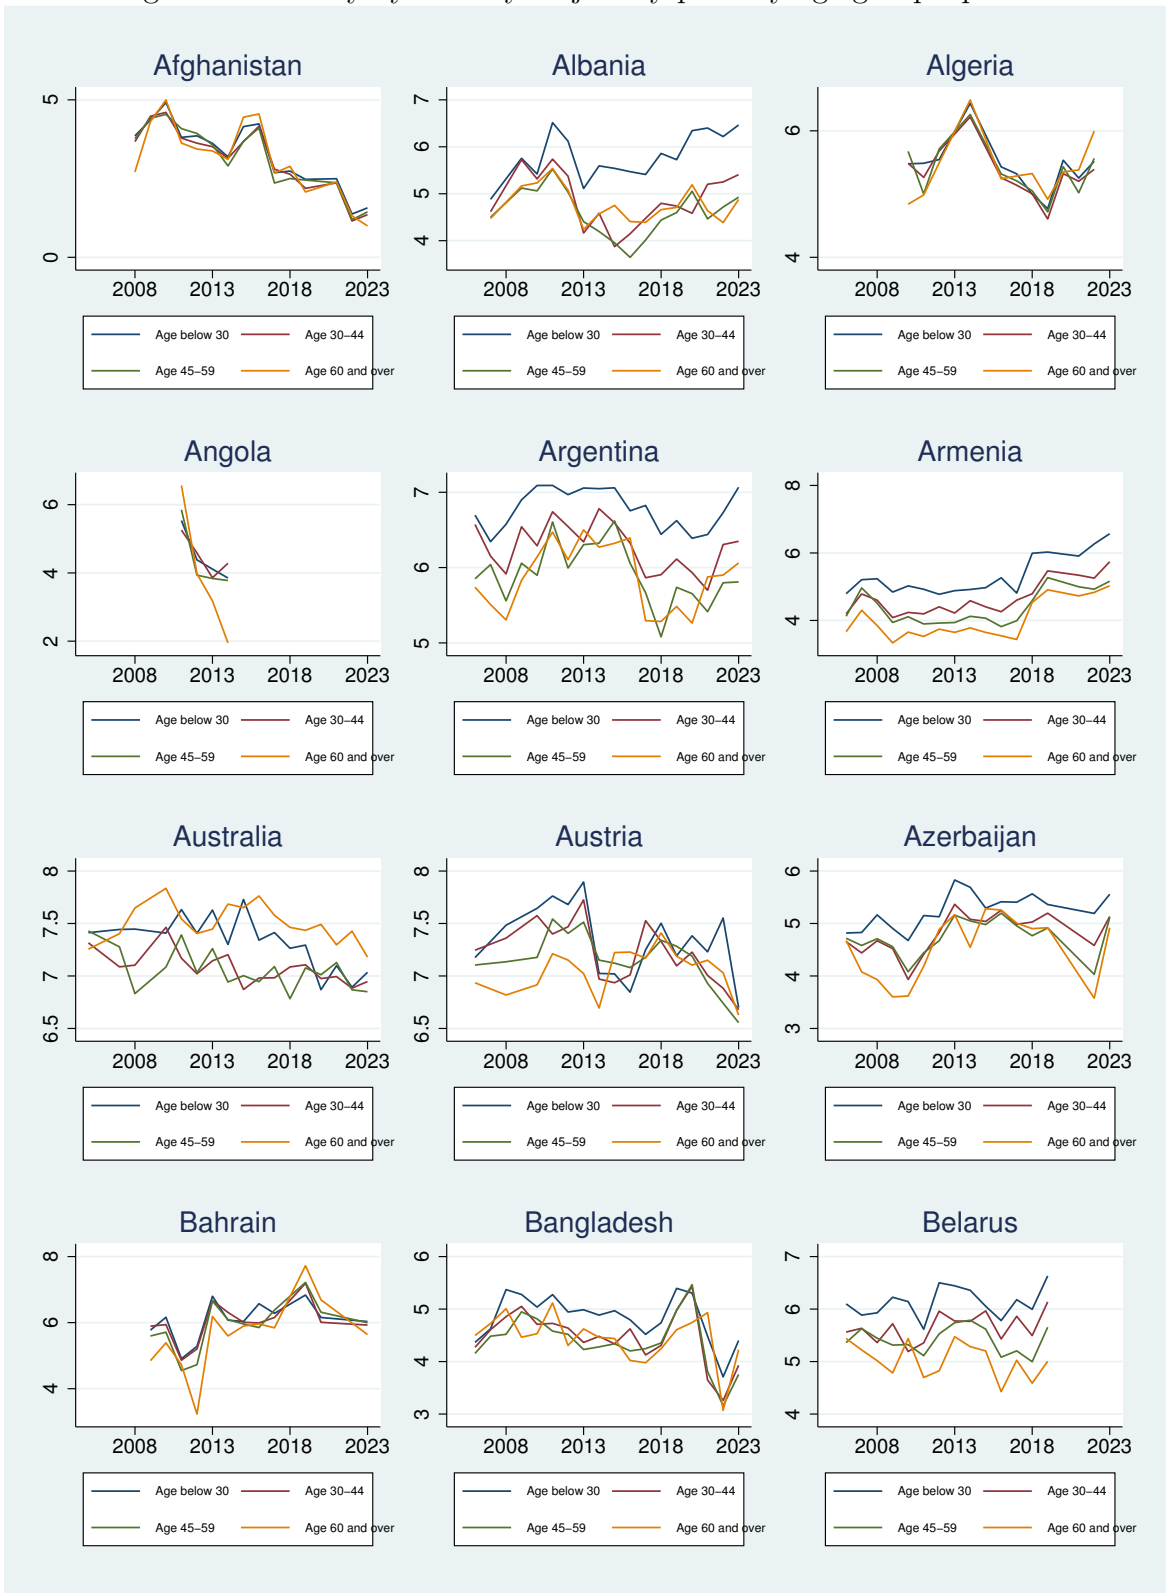 Afghanistan Albania Algeria
5
0
2008 2013 2018 2023
7
6
5
4
2008 2013 2018 2023
6
4
2008 2013 2018 2023
Age below 30 Age 30–44
Age 45–59 Age 60 and over
Age below 30 Age 30–44
Age 45–59 Age 60 and over
Age below 30 Age 30–44
Age 45–59 Age 60 and over
Angola Argentina Armenia
6
4
2
2008 2013 2018 2023
7
6
5
2008 2013 2018 2023
8
6
4
2008 2013 2018 2023
Age below 30 Age 30–44
Age 45–59 Age 60 and over
Age below 30 Age 30–44
Age 45–59 Age 60 and over
Age below 30 Age 30–44
Age 45–59 Age 60 and over
Australia Austria Azerbaijan
8
7.5
7
6.5
2008 2013 2018 2023
8
7.5
7
6.5
2008 2013 2018 2023
6
5
4
3
2008 2013 2018 2023
Age below 30 Age 30–44
Age 45–59 Age 60 and over
Age below 30 Age 30–44
Age 45–59 Age 60 and over
Age below 30 Age 30–44
Age 45–59 Age 60 and over
Bahrain Bangladesh Belarus
8
6
4
2008 2013 2018 2023
6
5
4
3
2008 2013 2018 2023
7
6
5
4
2008 2013 2018 2023
Age below 30 Age 30–44
Age 45–59 Age 60 and over
Age below 30 Age 30–44
Age 45–59 Age 60 and over
Age below 30 Age 30–44
Age 45–59 Age 60 and over